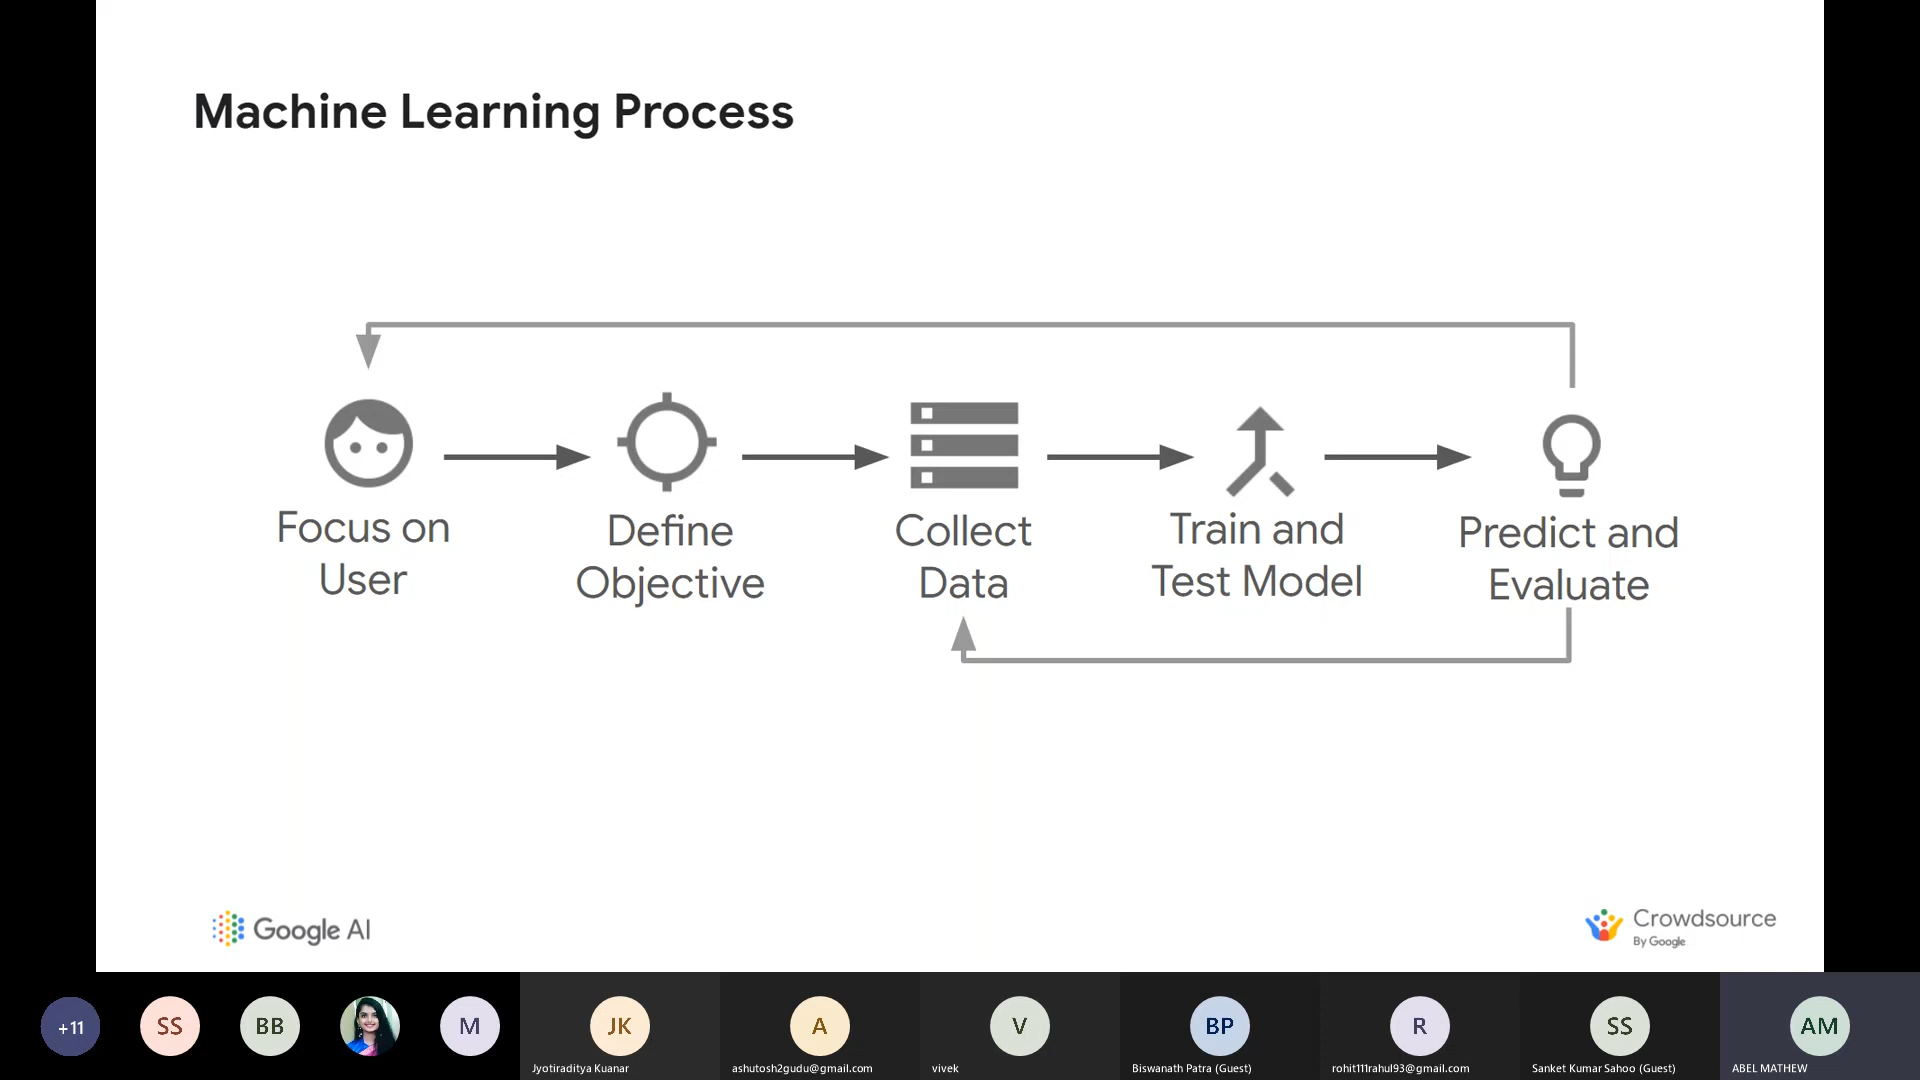 Machine Learning Process
Focus on
User
Define
Objective
Collect
Data
Train and
Test Model
Predict and
Evaluate
Google AI
Crowdsource
By Google
+11
SS
BB
M
JK
Jyotiraditya Kuanar
A
ashutosh2gudu@gmail.com
V
vivek
BP
Biswanath Patra (Guest)
R
rohit111rahul93@gmail.com
SS
Sanket Kumar Sahoo (Guest)
AM
ABEL MATHEW